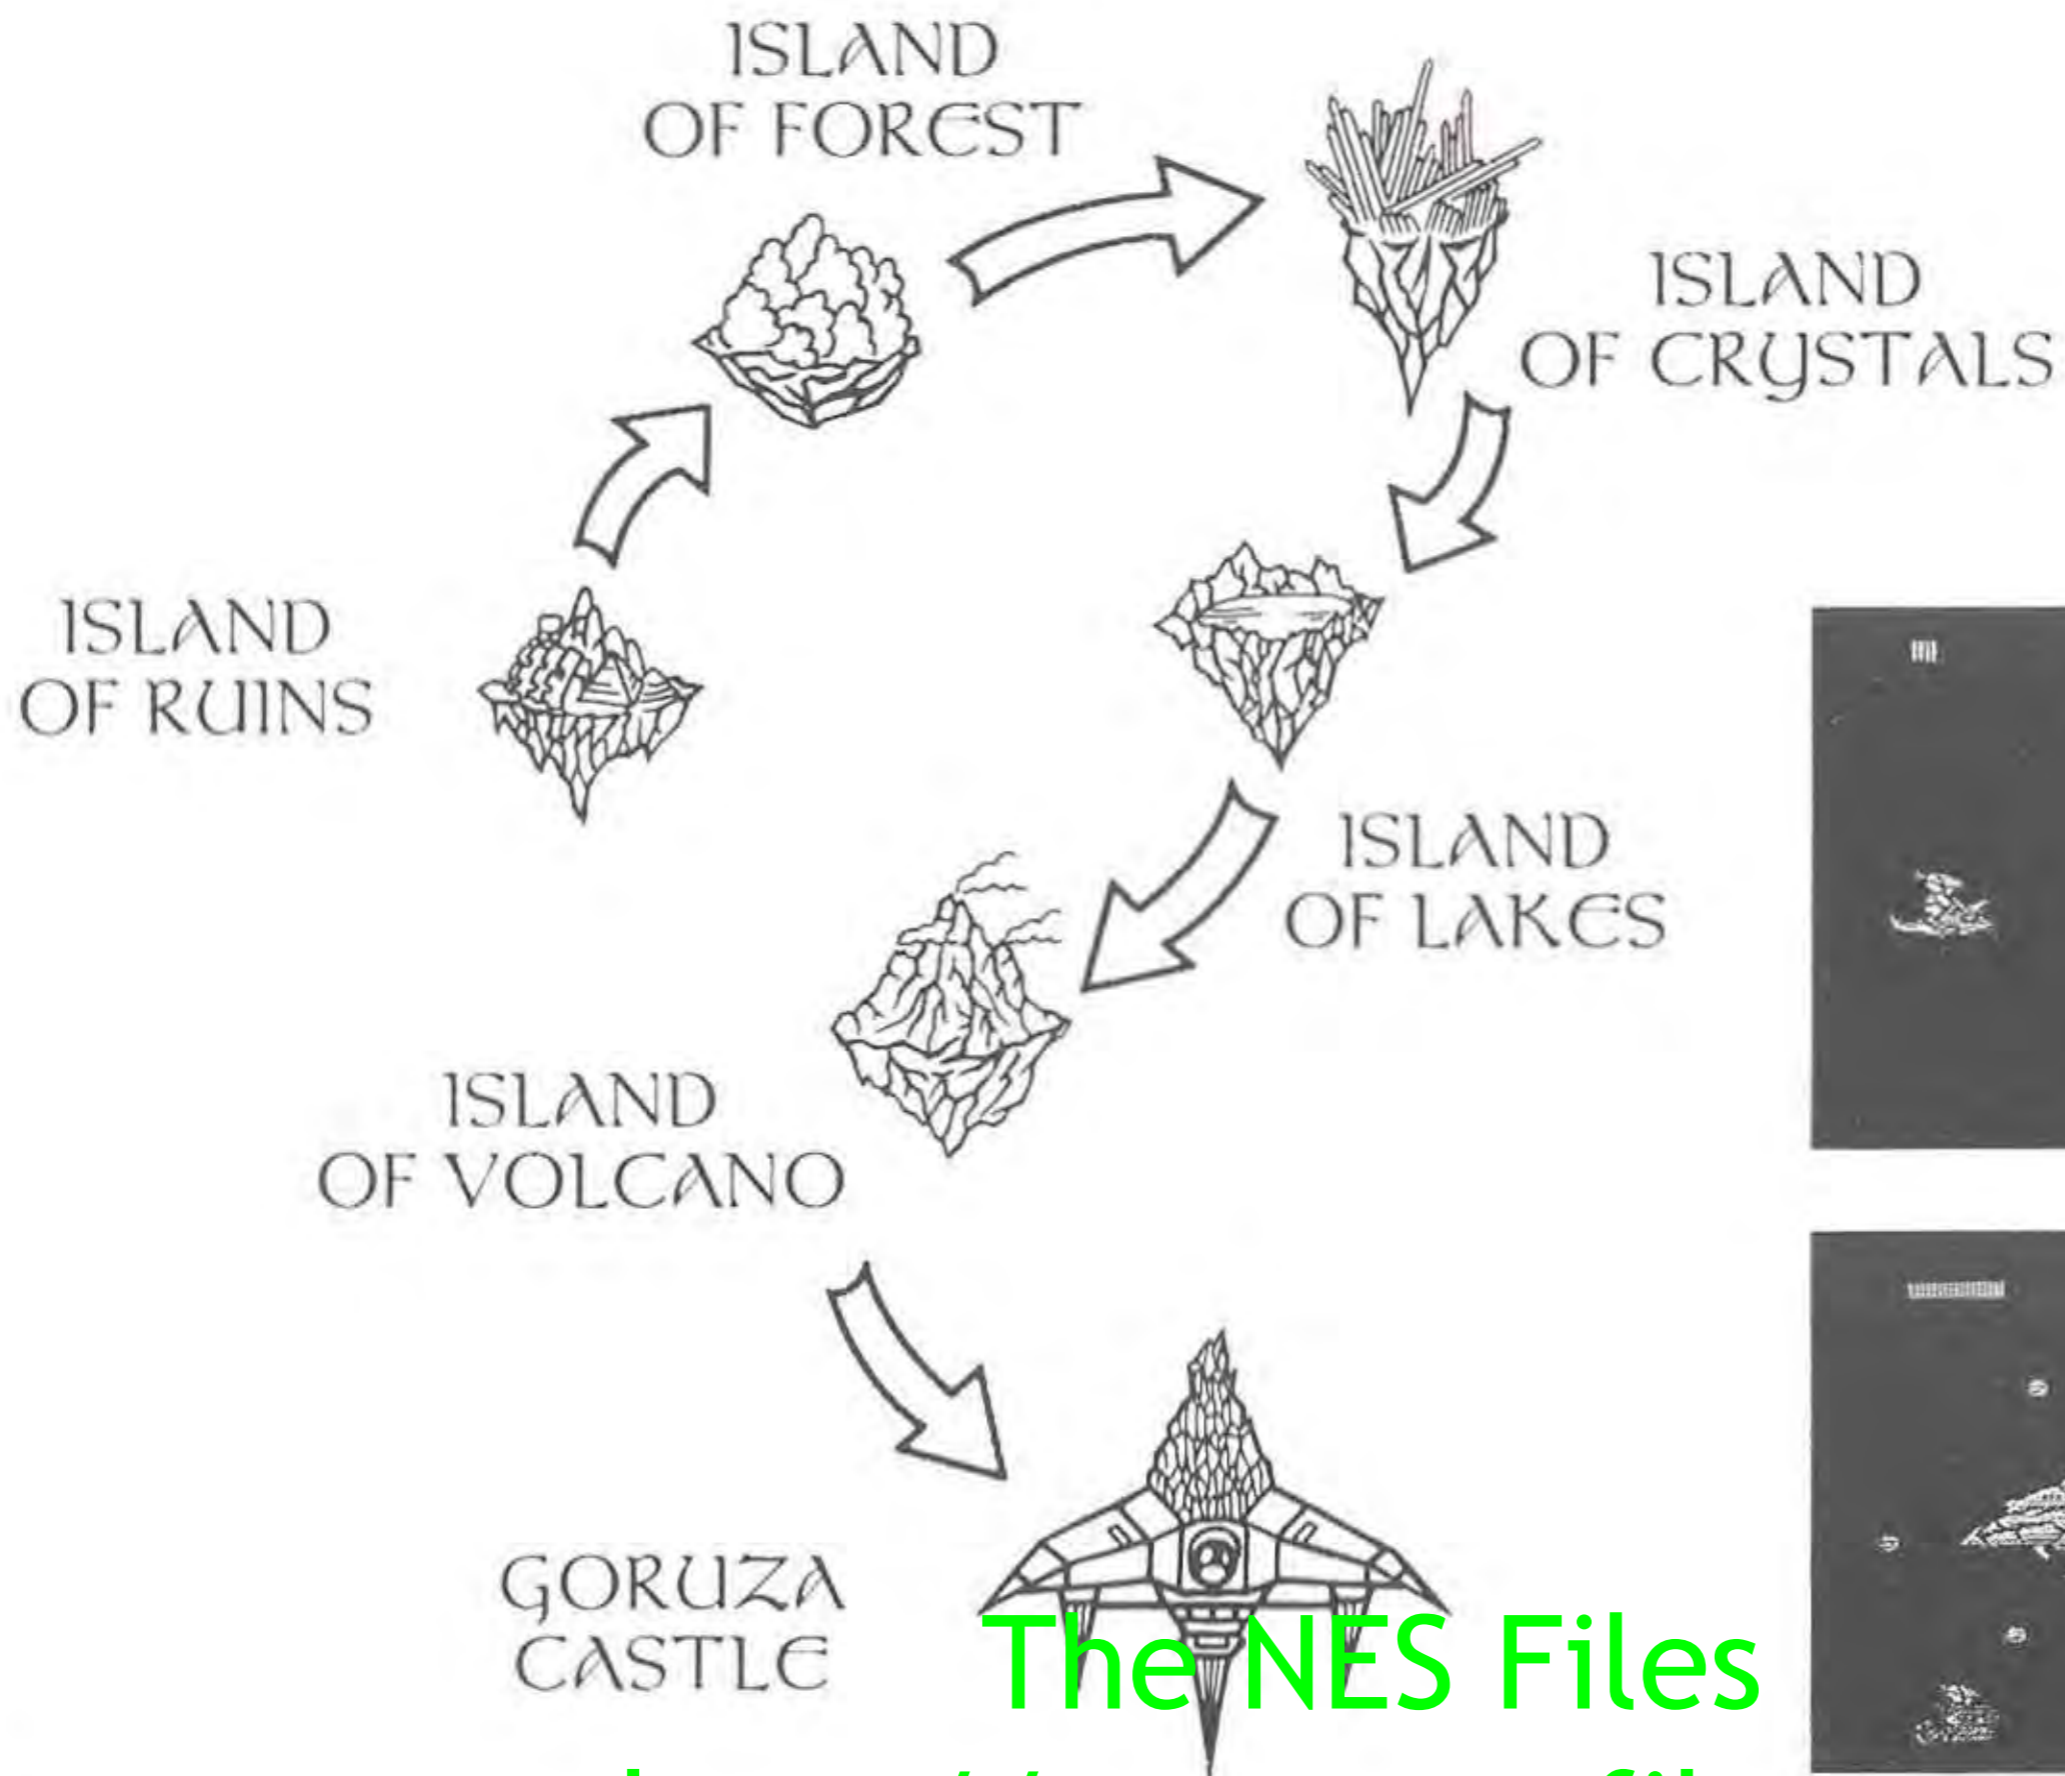 ISLAND
OF FOREST
ISLAND
OF CRYSTALS
ISLAND
OF RUINS
ISLAND
OF LAKES
ISLAND
OF VOLCANO
GORUZA
CASTLE
The NES Files